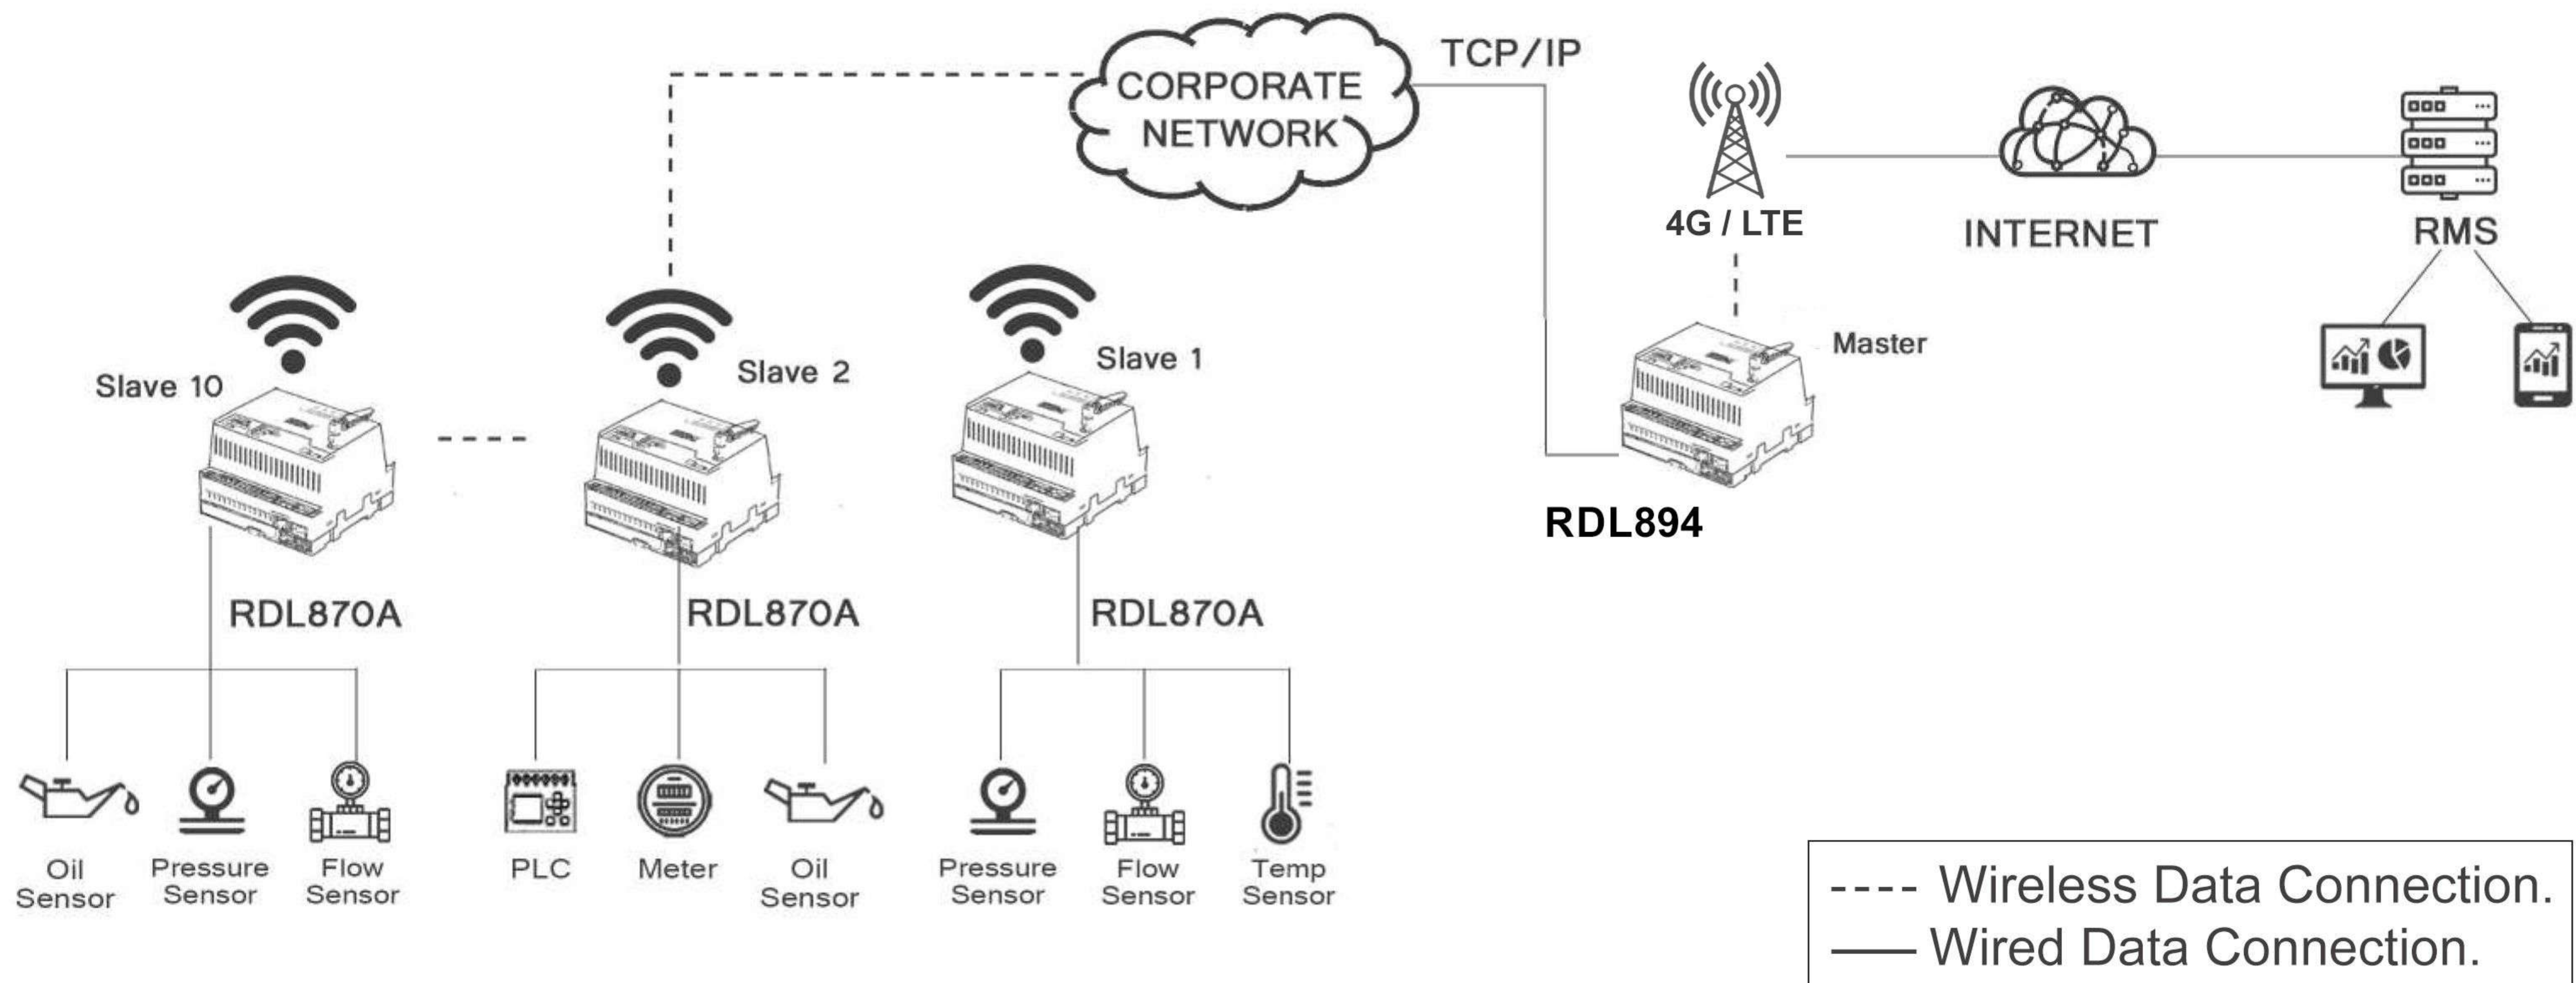 CORPORATE
NETWORK
TCP/IP
4G / LTE
INTERNET
RMS
Slave 10
Slave 2
Slave 1
Master
RDL870A
RDL870A
RDL870A
RDL894
Oil
Sensor
Pressure
Sensor
Flow
Sensor
PLC
Meter
Oil
Sensor
Pressure
Sensor
Flow
Sensor
Temp
Sensor
Wireless Data Connection.
Wired Data Connection.